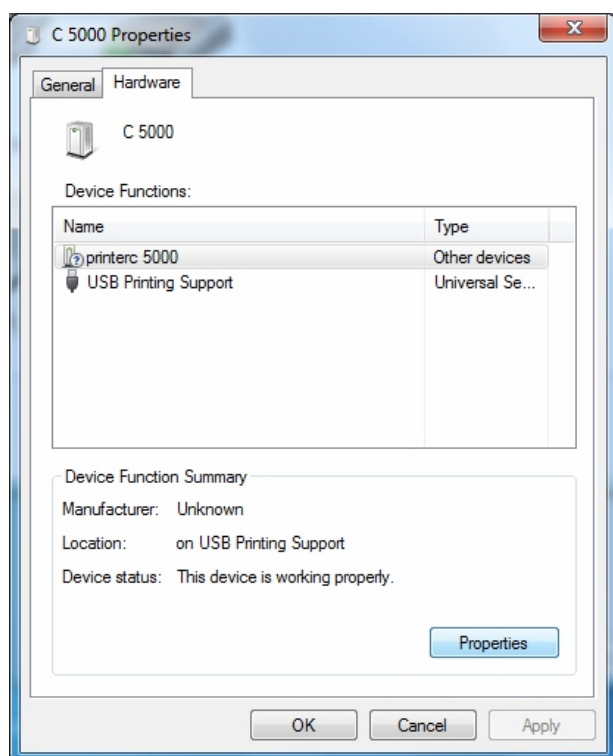 C 5000 Properties
General Hardware
C 5000
Device Functions:
Name Type
printerc 5000 Other devices
USB Printing Support Universal Se...
Device Function Summary
Manufacturer: Unknown
Location: on USB Printing Support
Device status: This device is working properly.
Properties
OK Cancel Apply